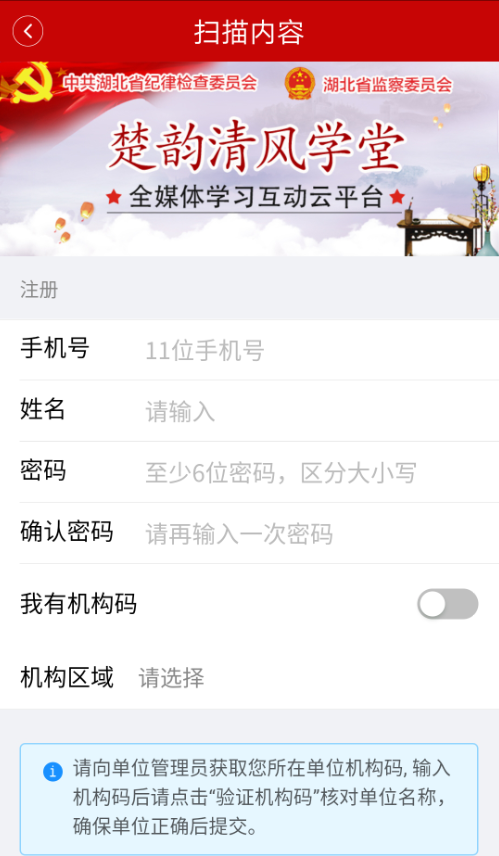 扫描内容
中共湖北省纪律检查委员会 湖北省监察委员会
楚韵清风学堂
全媒体学习互动云平台
注册
手机号 11位手机号
姓名 请输入
密码 至少6位密码，区分大小写
确认密码 请再输入一次密码
我有机构码
机构区域 请选择
请向单位管理员获取您所在单位机构码, 输入
机构码后请点击“验证机构码”核对单位名称，
确保单位正确后提交。